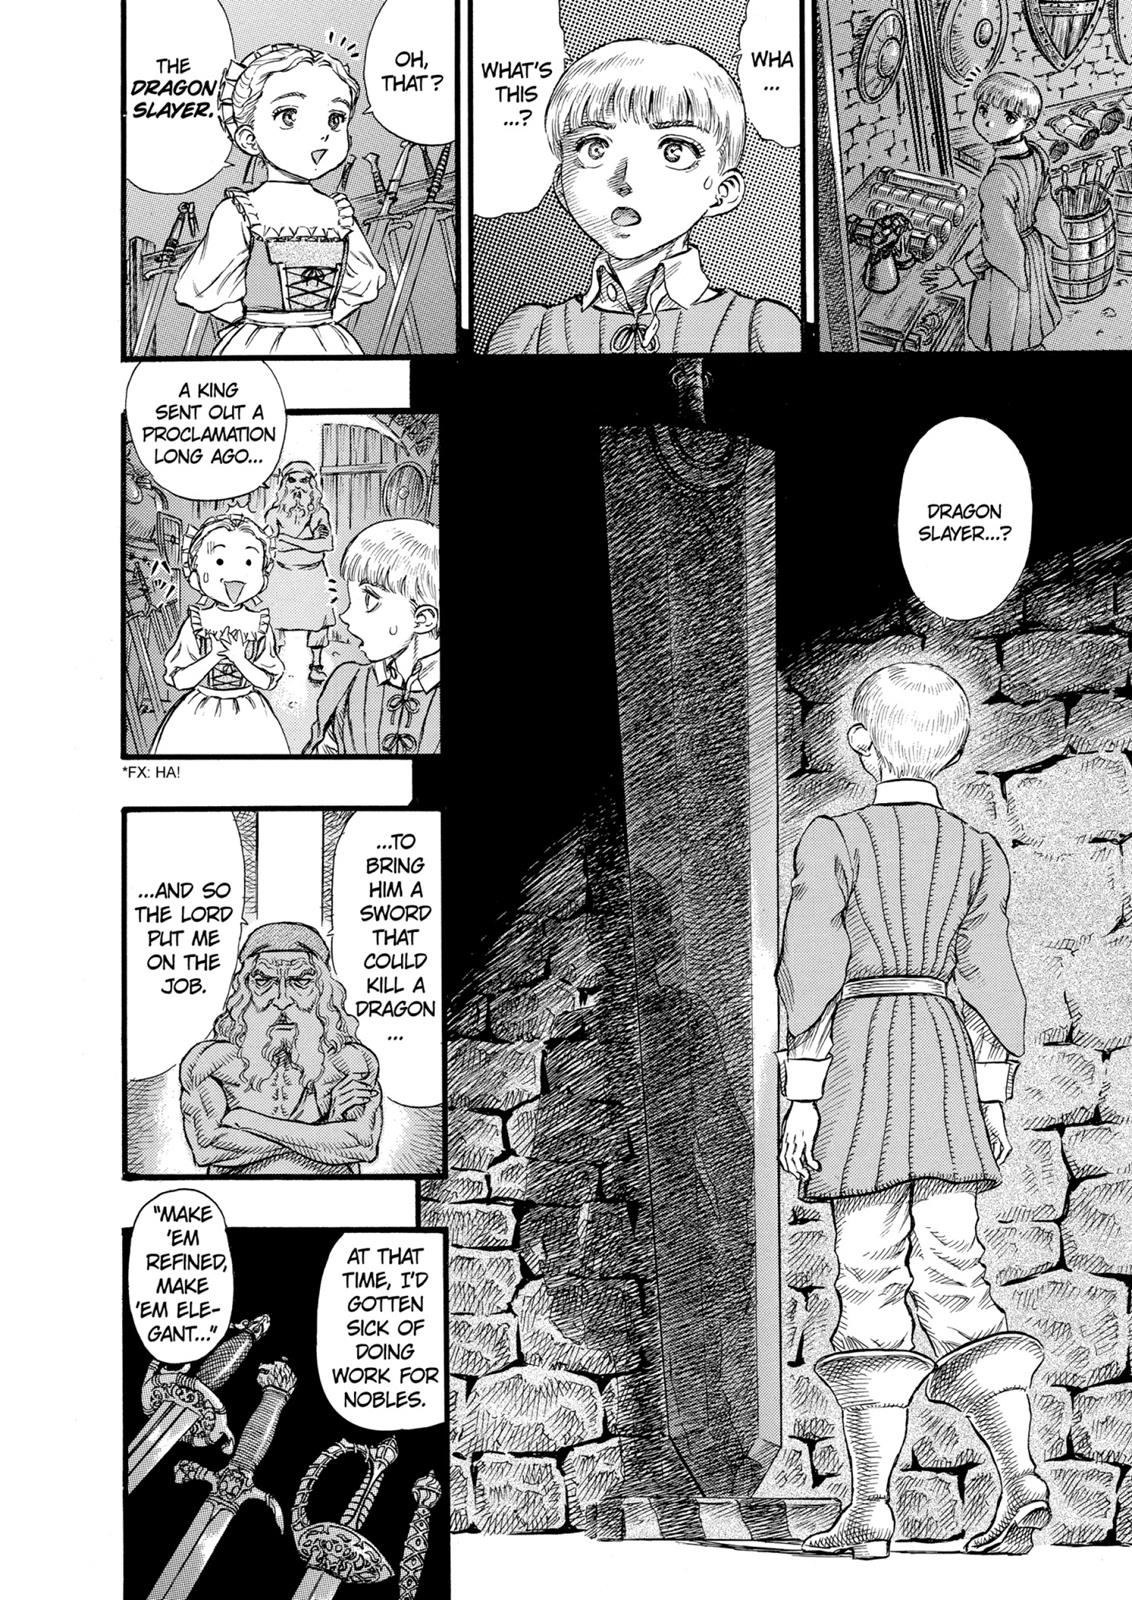 WHA
...
WHAT'S
THIS
...?
OH,
THAT?
THE
DRAGON
SLAYER.
DRAGON
SLAYER...?
A KING
SENT OUT A
PROCLAMATION
LONG AGO...
*FX: HA!
...TO
BRING
HIM A
SWORD
THAT
COULD
KILL A
DRAGON
...
...AND SO
THE LORD
PUT ME
ON THE
JOB.
AT THAT
TIME, I'D
GOTTEN
SICK OF
DOING
WORK FOR
NOBLES.
"MAKE
'EM
REFINED,
MAKE
'EM ELE-
GANT..."